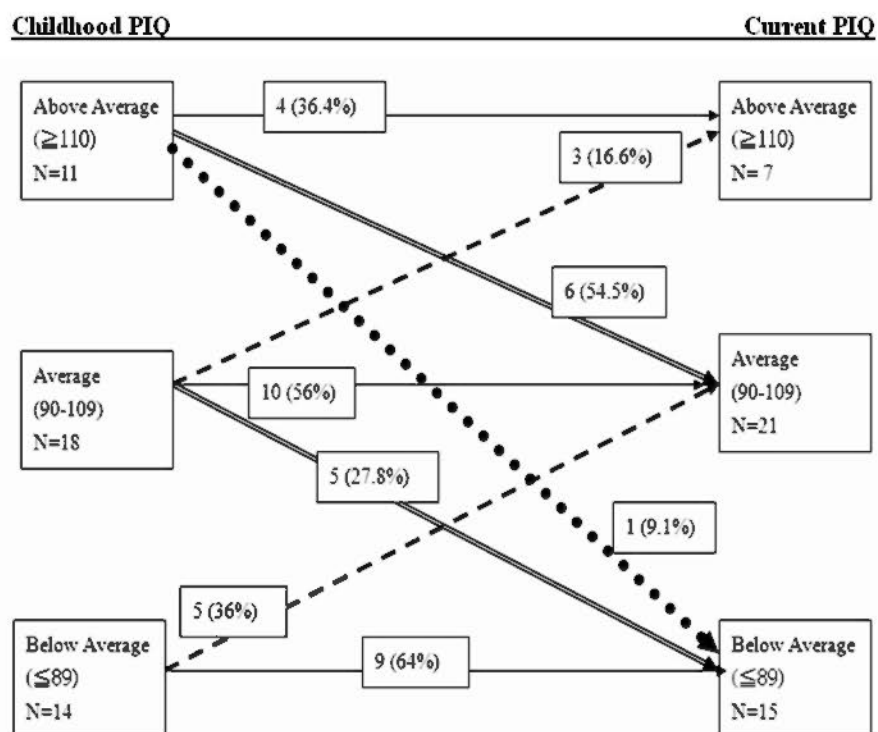 Childhood PIQ
Current PIQ
Above Average
(≧110)
N=11
4 (36.4%)
3 (16.6%)
Above Average
(≧110)
N= 7
6 (54.5%)
Average
(90-109)
N=18
10 (56%)
Average
(90-109)
N=21
5 (27.8%)
1 (9.1%)
5 (36%)
Below Average
(≦89)
N=14
9 (64%)
Below Average
(≦89)
N=15